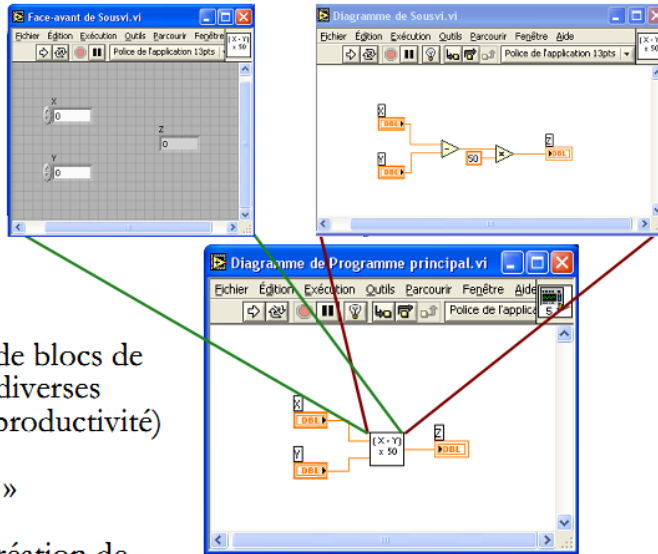 Face-avant de Sousvi.vi
Fichier Édition Exécution Outils Parcourir Fenêtre
Police de l'application 13pts
(X-Y)
x 50
X
0
Y
0
Z
0
Diagramme de Sousvi.vi
Fichier Édition Exécution Outils Parcourir Fenêtre Aide
Police de l'application 13pts
(X-Y)
x 50
X
DBL
Y
DBL
50
Z
DBL
Diagramme de Programme principal.vi
Fichier Édition Exécution Outils Parcourir Fenêtre Aide
Police de l'applica
5
X
DBL
Y
DBL
(X-Y)
x 50
Z
DBL
de blocs de
diverses
productivité)
»
réation de